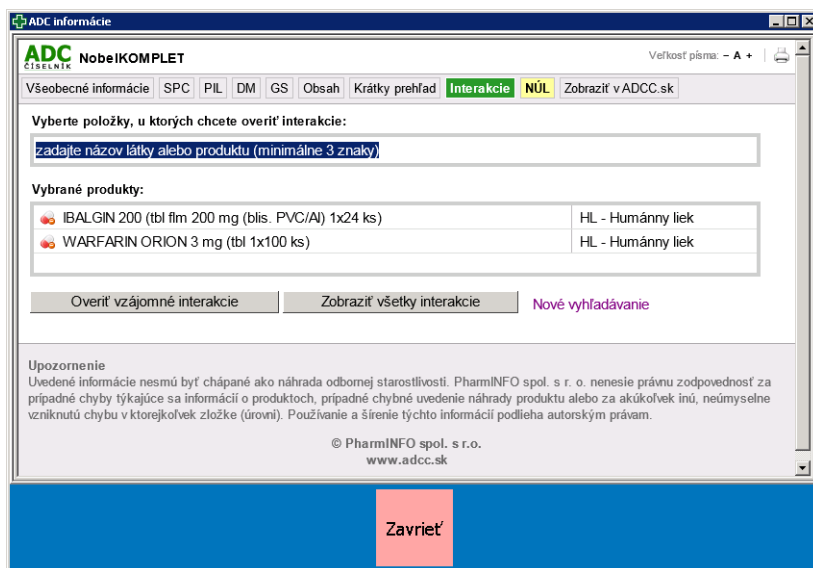 ADC informácie
ADC ČÍSELNÍK NobelKOMPLET Veľkosť písma: – A +
Všeobecné informácie SPC PIL DM GS Obsah Krátky prehľad Interakcie NÚL Zobraziť v ADCC.sk
Vyberte položky, u ktorých chcete overiť interakcie:
zadajte názov látky alebo produktu (minimálne 3 znaky)
Vybrané produkty:
IBALGIN 200 (tbl flm 200 mg (blis. PVC/Al) 1x24 ks) HL - Humánny liek
WARFARIN ORION 3 mg (tbl 1x100 ks) HL - Humánny liek
Overiť vzájomné interakcie Zobraziť všetky interakcie Nové vyhľadávanie
Upozornenie
Uvedené informácie nesmú byť chápané ako náhrada odbornej starostlivosti. PharmINFO spol. s r. o. nenesie právnu zodpovednosť za
prípadné chyby týkajúce sa informácií o produktoch, prípadné chybné uvedenie náhrady produktu alebo za akúkoľvek inú, neúmyselne
vzniknutú chybu v ktorejkoľvek zložke (úrovni). Používanie a šírenie týchto informácií podlieha autorským právam.
© PharmINFO spol. s r.o.
www.adcc.sk
Zavrieť